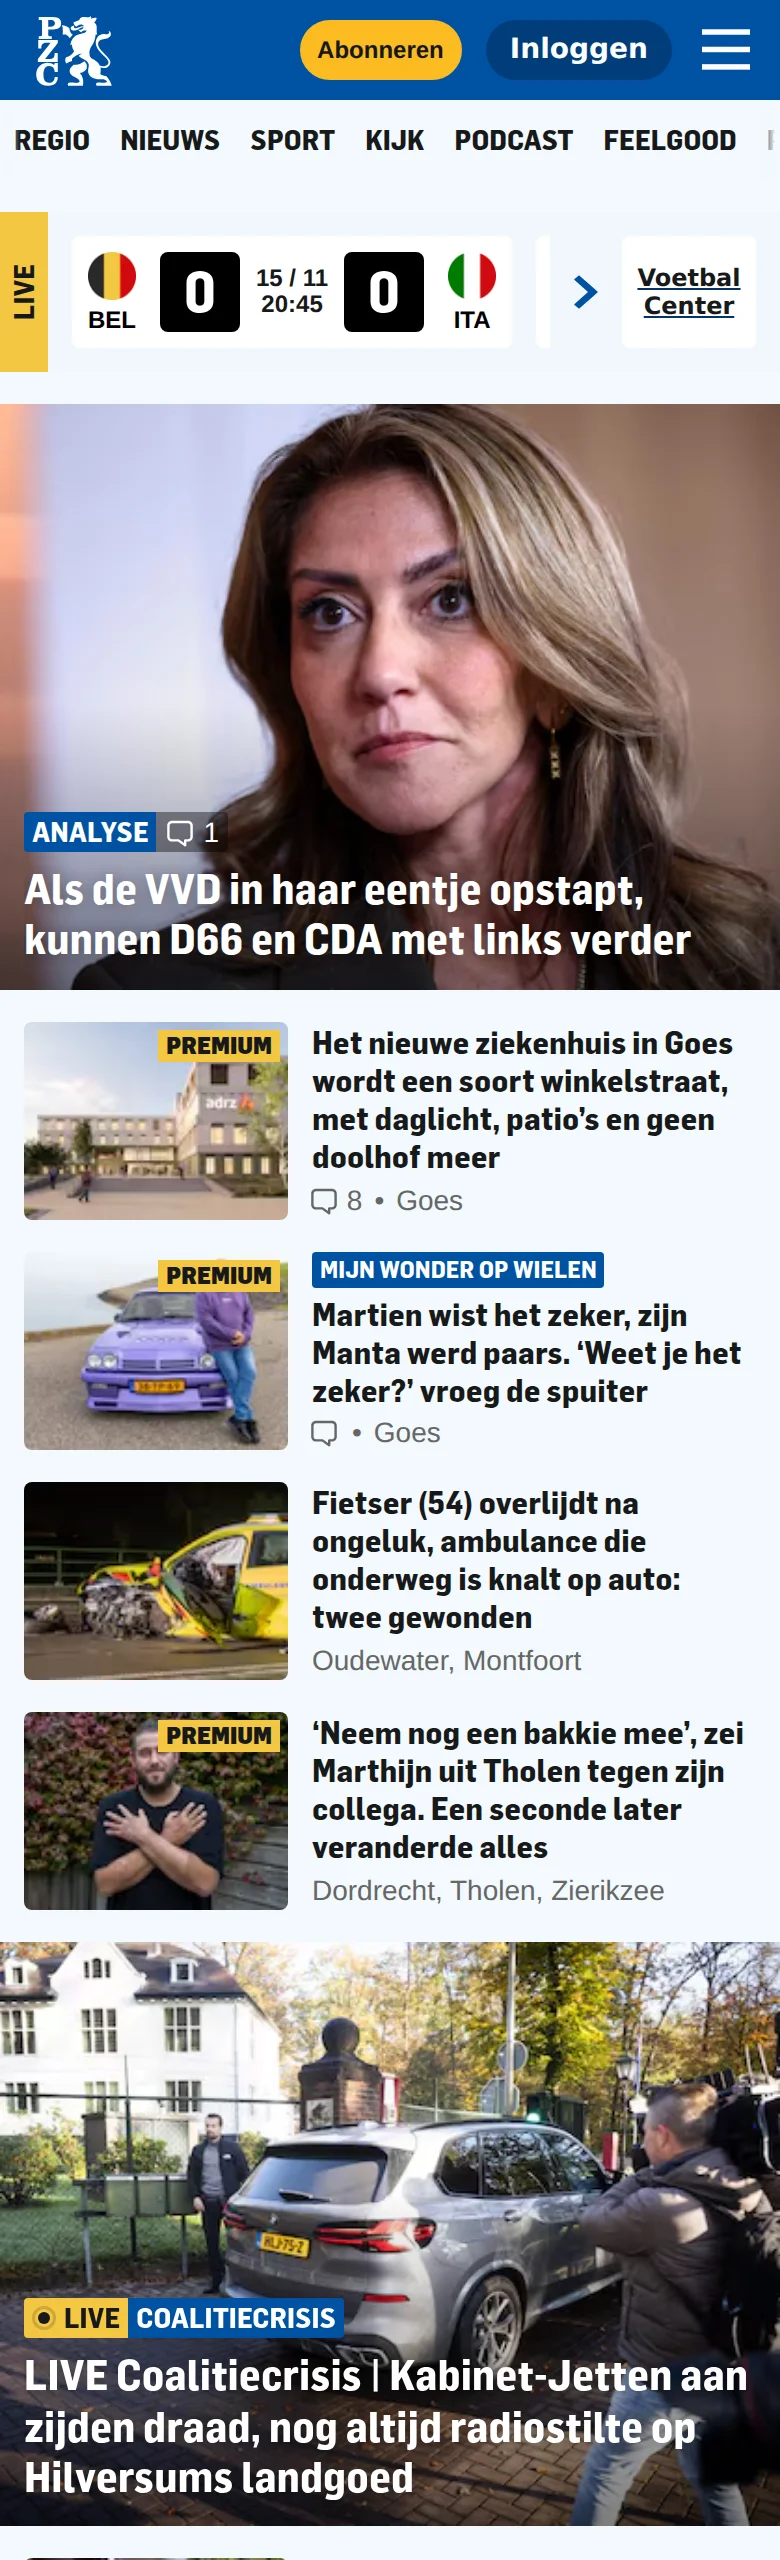 PZC
Abonneren
Inloggen
REGIO NIEUWS SPORT KIJK PODCAST FEELGOOD
LIVE
BEL
0
15 / 11
20:45
0
ITA
Voetbal
Center
ANALYSE 1
Als de VVD in haar eentje opstapt,
kunnen D66 en CDA met links verder
PREMIUM
adrz
Het nieuwe ziekenhuis in Goes
wordt een soort winkelstraat,
met daglicht, patio’s en geen
doolhof meer
8 • Goes
PREMIUM
MIJN WONDER OP WIELEN
Martien wist het zeker, zijn
Manta werd paars. ‘Weet je het
zeker?’ vroeg de spuiter
• Goes
Fietser (54) overlijdt na
ongeluk, ambulance die
onderweg is knalt op auto:
twee gewonden
Oudewater, Montfoort
PREMIUM
‘Neem nog een bakkie mee’, zei
Marthijn uit Tholen tegen zijn
collega. Een seconde later
veranderde alles
Dordrecht, Tholen, Zierikzee
LIVE COALITIECRISIS
LIVE Coalitiecrisis | Kabinet-Jetten aan
zijden draad, nog altijd radiostilte op
Hilversums landgoed